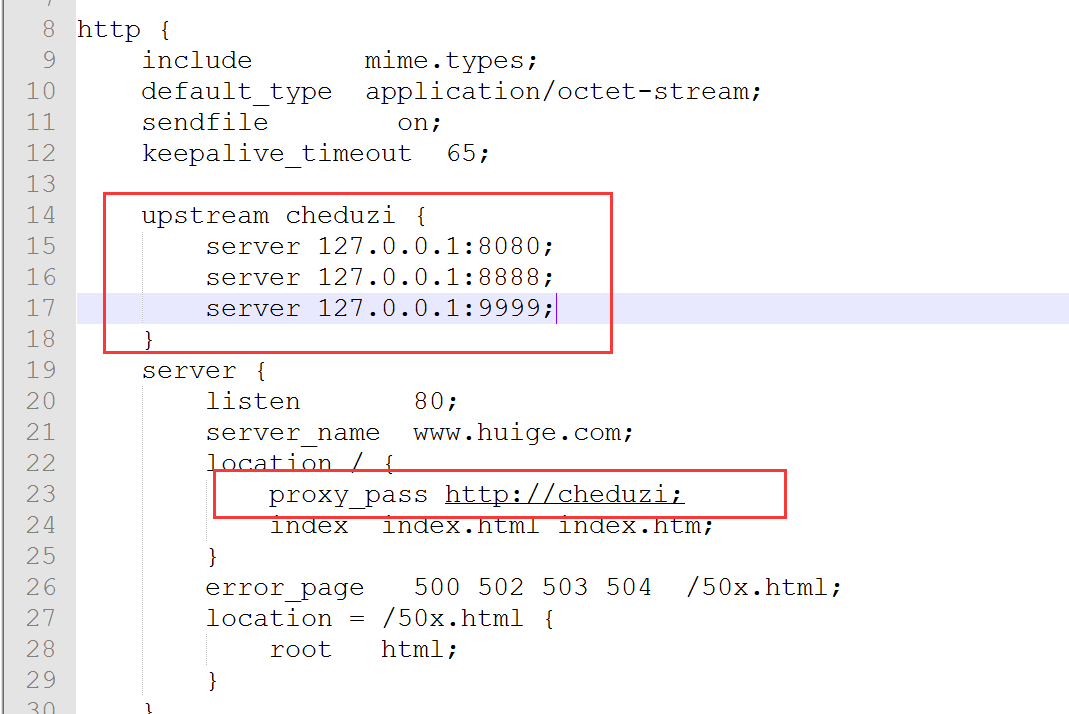 8 http {
9     include       mime.types;
10     default_type  application/octet-stream;
11     sendfile        on;
12     keepalive_timeout  65;
13
14     upstream cheduzi {
15         server 127.0.0.1:8080;
16         server 127.0.0.1:8888;
17         server 127.0.0.1:9999;
18     }
19     server {
20         listen       80;
21         server_name  www.huige.com;
22         location / {
23             proxy_pass http://cheduzi;
24             index  index.html index.htm;
25         }
26         error_page   500 502 503 504  /50x.html;
27         location = /50x.html {
28             root   html;
29         }
30     }